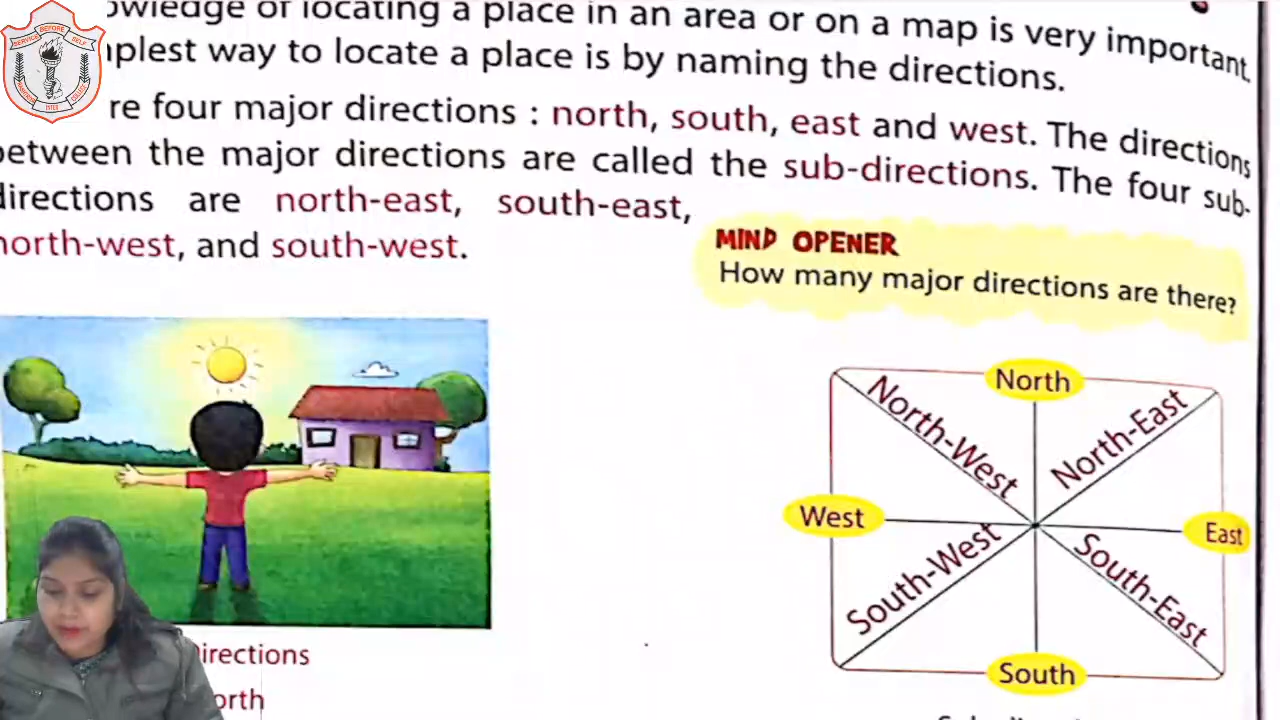 SERVICE BEFORE SELF
of locating a place in an area or on a map is very important.
way to locate a place is by naming the directions.
re four major directions : north, south, east and west. The directions
between the major directions are called the sub-directions. The four sub-
directions are north-east, south-east,
north-west, and south-west.
MIND OPENER
How many major directions are there?
North
North-West
North-East
West
East
South-West
South-East
South
Directions
orth